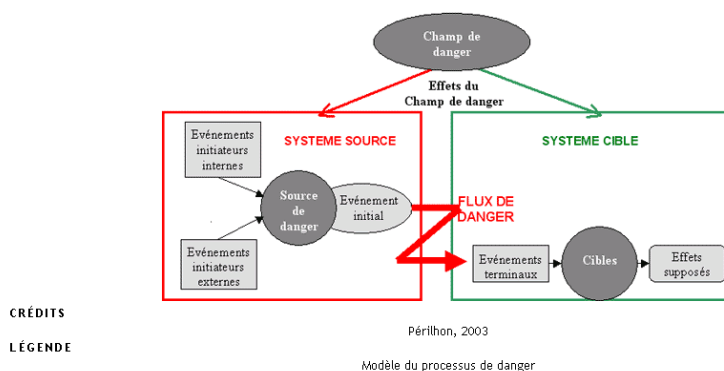 Champ de
danger
Effets du
Champ de danger
SYSTEME SOURCE
Evénements
initiateurs
internes
Source
de
danger
Evénement
initial
Evénements
initiateurs
externes
FLUX DE
DANGER
SYSTEME CIBLE
Evénements
terminaux
Cibles
Effets
supposés
CRÉDITS
Périlhon, 2003
LÉGENDE
Modèle du processus de danger